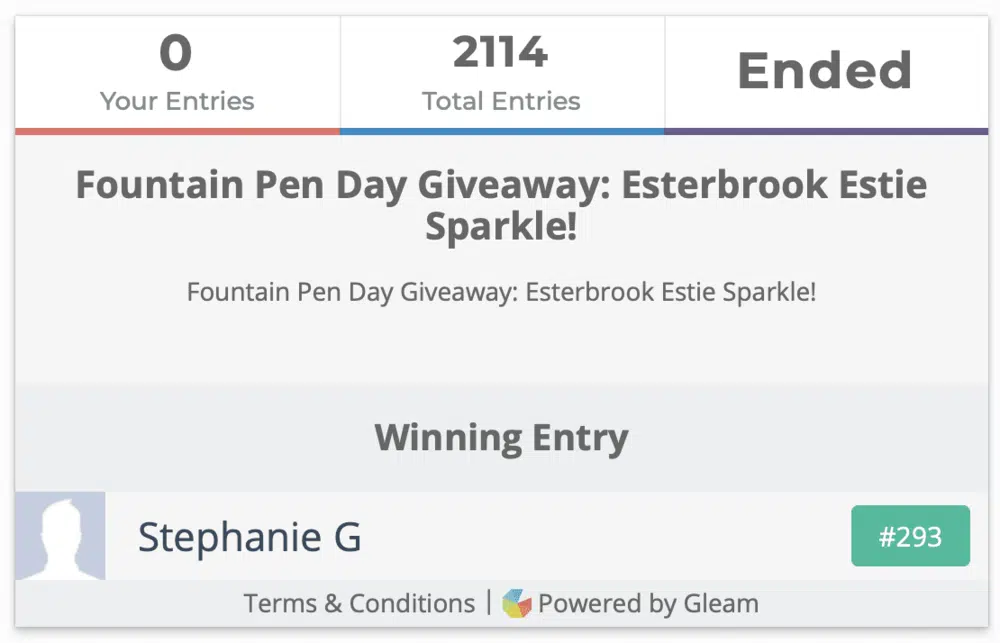 0
Your Entries
2114
Total Entries
Ended
Fountain Pen Day Giveaway: Esterbrook Estie
Sparkle!
Fountain Pen Day Giveaway: Esterbrook Estie Sparkle!
Winning Entry
Stephanie G
#293
Terms & Conditions | Powered by Gleam